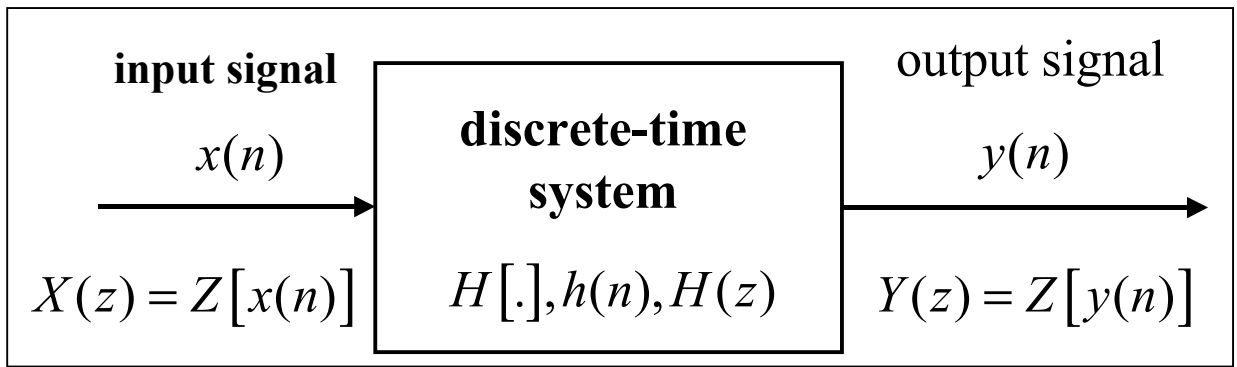 input signal
x(n)
X(z) = Z[x(n)]
discrete-time
system
H[.], h(n), H(z)
output signal
y(n)
Y(z) = Z[y(n)]